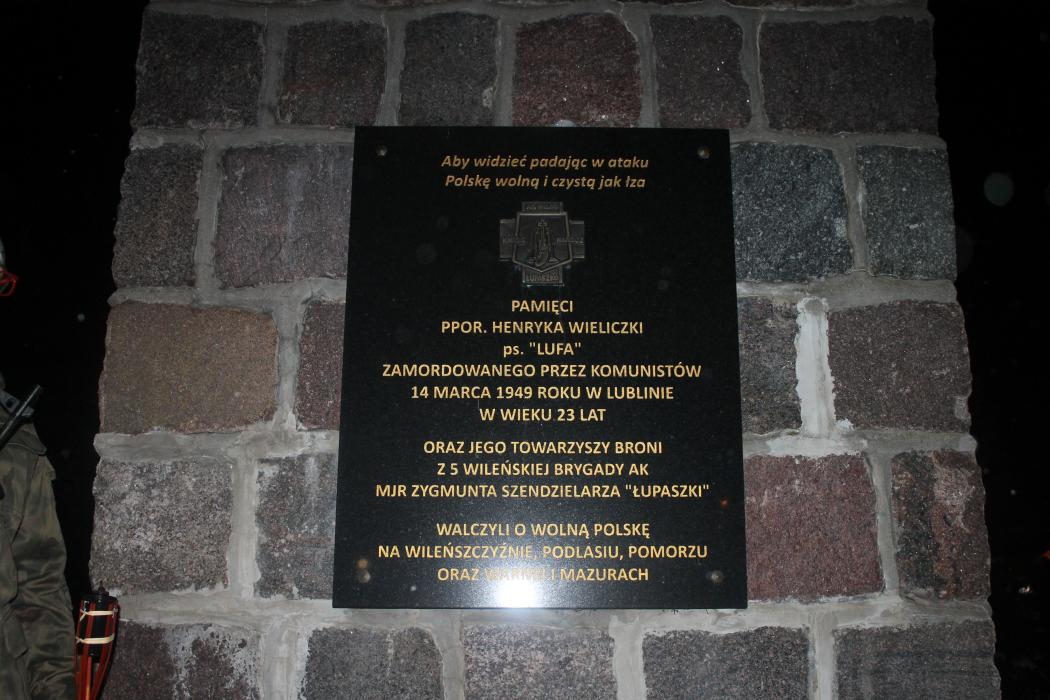 Aby widzieć padając w ataku
Polskę wolną i czystą jak łza
ŁUPASZKO
PAMIĘCI
PPOR. HENRYKA WIELICZKI
ps. "LUFA"
ZAMORDOWANEGO PRZEZ KOMUNISTÓW
14 MARCA 1949 ROKU W LUBLINIE
W WIEKU 23 LAT
ORAZ JEGO TOWARZYSZY BRONI
Z 5 WILEŃSKIEJ BRYGADY AK
MJR ZYGMUNTA SZENDZIELARZA "ŁUPASZKI"
WALCZYLI O WOLNĄ POLSKĘ
NA WILEŃSZCZYŹNIE, PODLASIU, POMORZU
ORAZ WARMII I MAZURACH